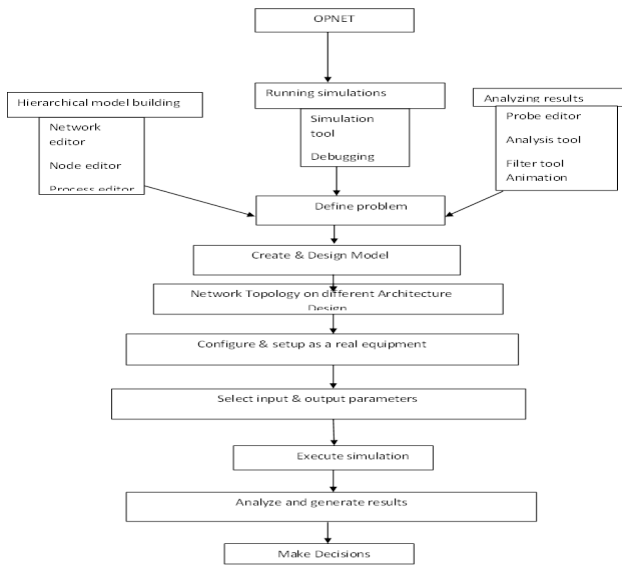 OPNET
Hierarchical model building
Network
editor
Node editor
Process editor
Running simulations
Simulation
tool
Debugging
Analyzing results
Probe editor
Analysis tool
Filter tool
Animation
Define problem
Create & Design Model
Network Topology on different Architecture
Design
Configure & setup as a real equipment
Select input & output parameters
Execute simulation
Analyze and generate results
Make Decisions